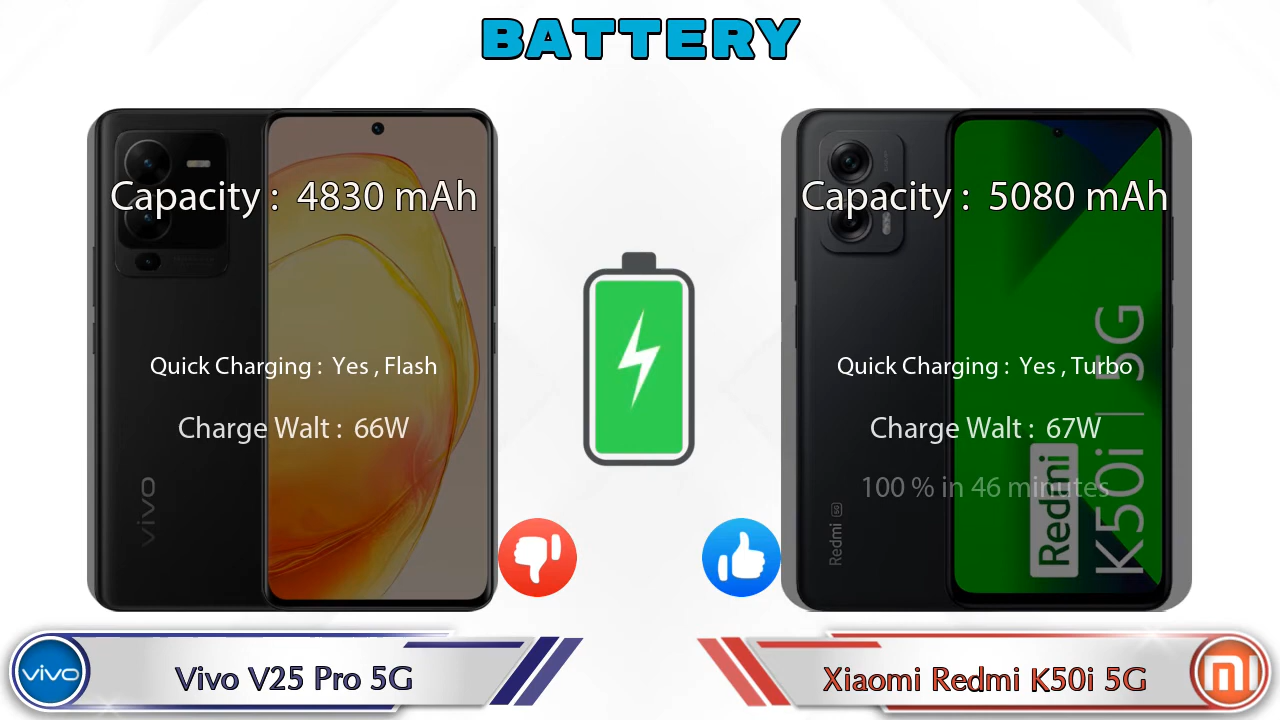 BATTERY
Capacity : 4830 mAh
Quick Charging : Yes , Flash
Charge Walt : 66W
vivo
Capacity : 5080 mAh
Quick Charging : Yes , Turbo
Charge Walt : 67W
100 % in 46 minutes
Redmi 5G
Redmi
K50i | 5G
vivo
Vivo V25 Pro 5G
Xiaomi Redmi K50i 5G
mi